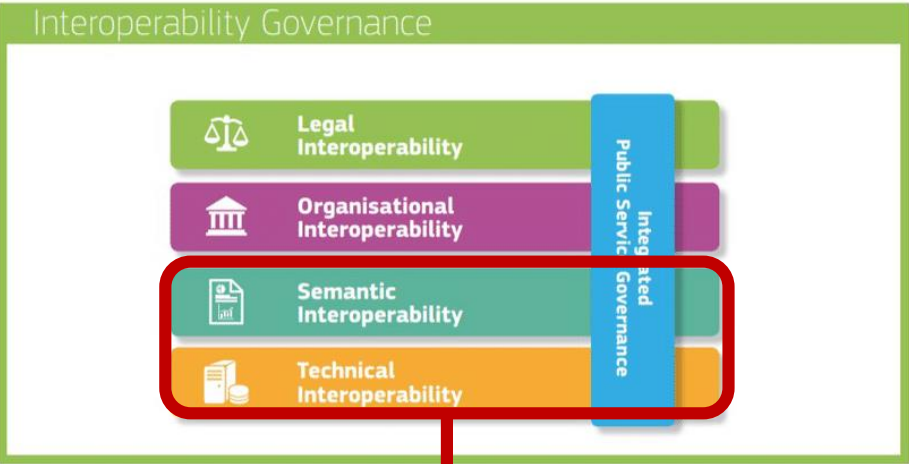 Interoperability Governance
Legal
Interoperability
Organisational
Interoperability
Semantic
Interoperability
Technical
Interoperability
Integrated
Public Service Governance